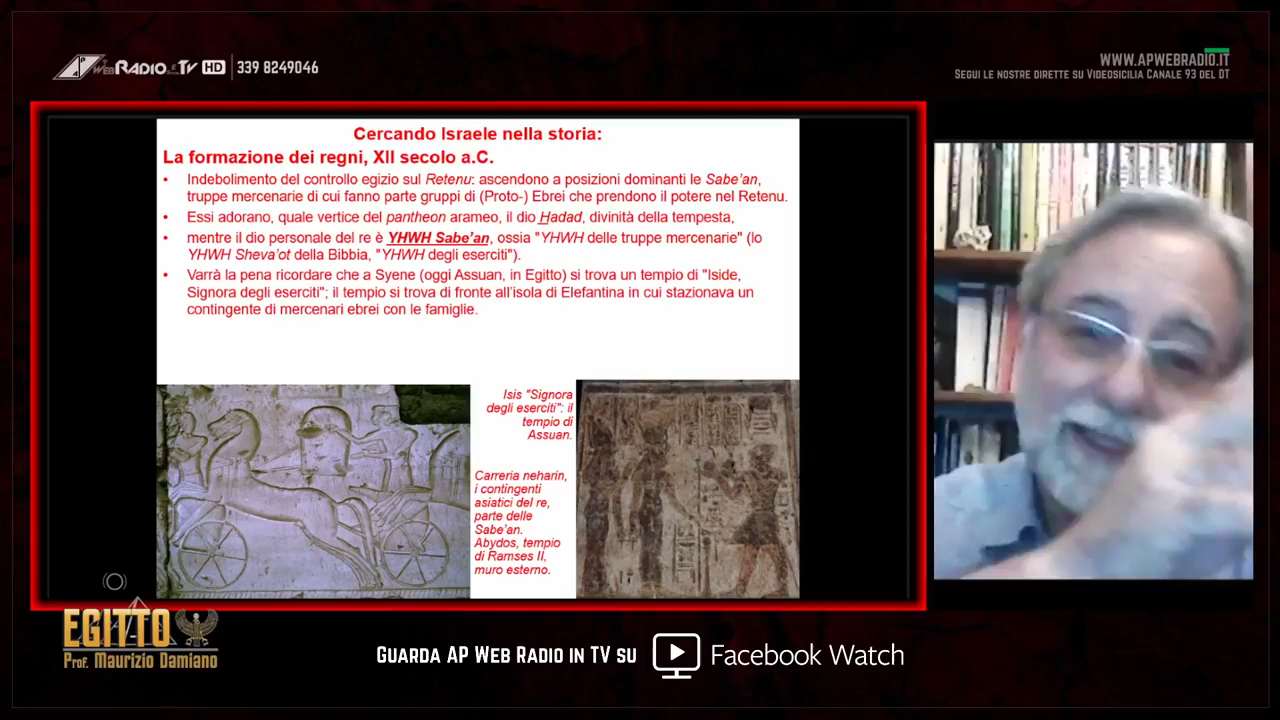 AP WEB RADIO E TV HD 339 8249046
WWW.APWEBRADIO.IT
SEGUI LE NOSTRE DIRETTE SU VIDEOSICILIA CANALE 93 DEL DT
Cercando Israele nella storia:
La formazione dei regni, XII secolo a.C.
• Indebolimento del controllo egizio sul Retenu: ascendono a posizioni dominanti le Sabe'an,
truppe mercenarie di cui fanno parte gruppi di (Proto-) Ebrei che prendono il potere nel Retenu.
• Essi adorano, quale vertice del pantheon arameo, il dio Hadad, divinità della tempesta,
• mentre il dio personale del re è YHWH Sabe'an, ossia "YHWH delle truppe mercenarie" (lo
YHWH Sheva'ot della Bibbia, "YHWH degli eserciti").
• Varrà la pena ricordare che a Syene (oggi Assuan, in Egitto) si trova un tempio di "Iside,
Signora degli eserciti"; il tempio si trova di fronte all'isola di Elefantina in cui stazionava un
contingente di mercenari ebrei con le famiglie.
Isis "Signora
degli eserciti": il
tempio di
Assuan.
Carreria neharin,
i contingenti
asiatici del re,
parte delle
Sabe'an.
Abydos, tempio
di Ramses II,
muro esterno.
EGITTO
Prof. Maurizio Damiano
GUARDA AP WEB RADIO IN TV SU Facebook Watch